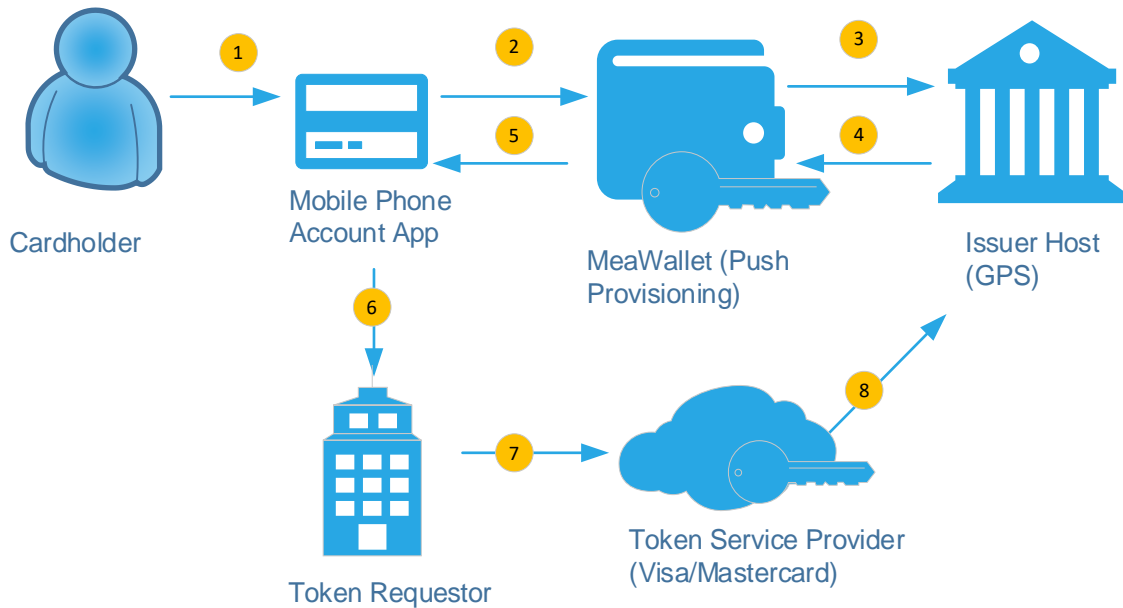 1
2
3
5
4
Cardholder
Mobile Phone
Account App
MeaWallet (Push
Provisioning)
Issuer Host
(GPS)
6
8
7
Token Requestor
Token Service Provider
(Visa/Mastercard)